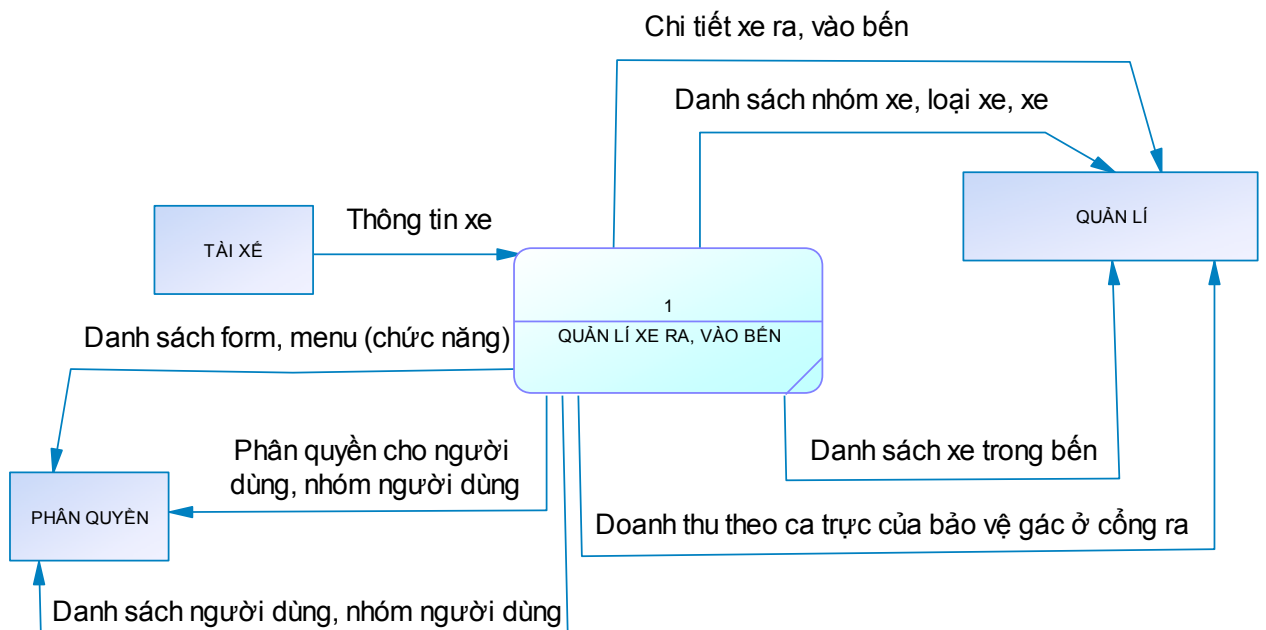 Chi tiết xe ra, vào bến
Danh sách nhóm xe, loại xe, xe
QUẢN LÍ
TÀI XẾ
Thông tin xe
1
QUẢN LÍ XE RA, VÀO BẾN
Danh sách form, menu (chức năng)
Phân quyền cho người
dùng, nhóm người dùng
Danh sách xe trong bến
PHÂN QUYỀN
Doanh thu theo ca trực của bảo vệ gác ở cổng ra
Danh sách người dùng, nhóm người dùng